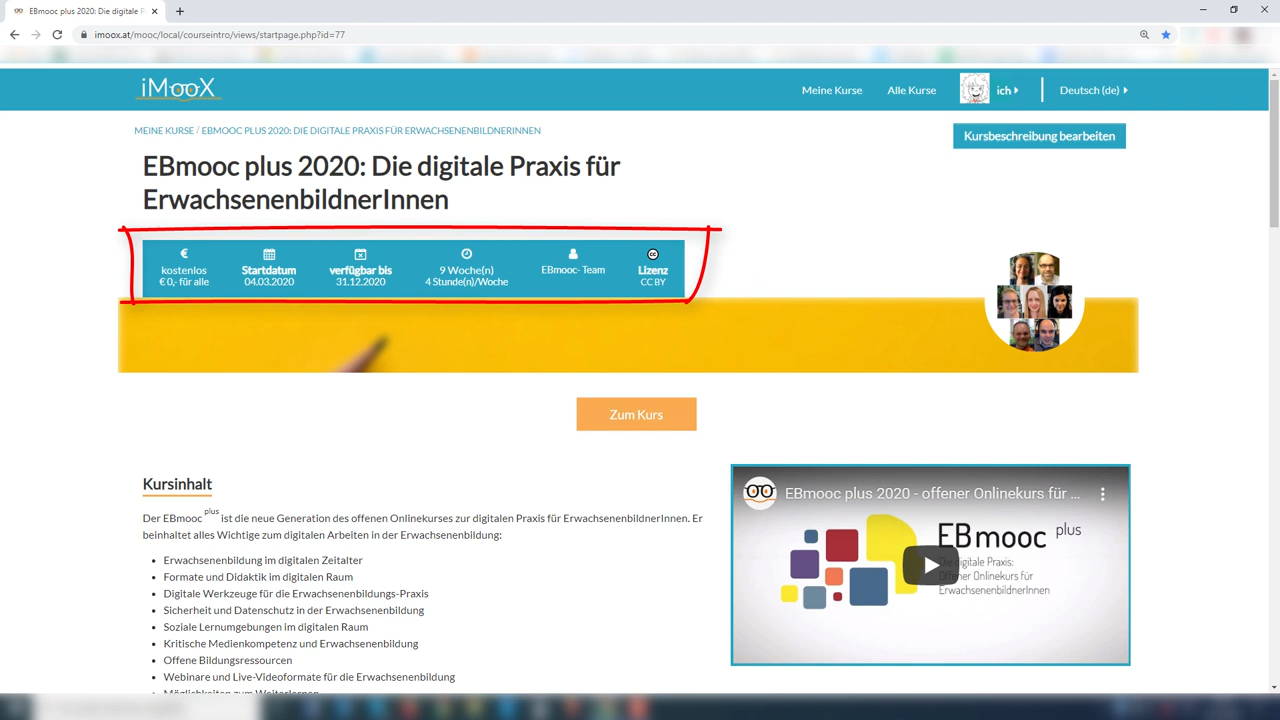 EBmooc plus 2020: Die digitale P
imoox.at/mooc/local/courseintro/views/startpage.php?id=77
iMooX
Meine Kurse
Alle Kurse
ich
Deutsch (de)
MEINE KURSE / EBMOOC PLUS 2020: DIE DIGITALE PRAXIS FÜR ERWACHSENENBILDNERINNEN
Kursbeschreibung bearbeiten
EBmooc plus 2020: Die digitale Praxis für
ErwachsenenbildnerInnen
kostenlos
€ 0,- für alle
Startdatum
04.03.2020
verfügbar bis
31.12.2020
9 Woche(n)
4 Stunde(n)/Woche
EBmooc- Team
cc
Lizenz
CC BY
Zum Kurs
Kursinhalt
Der EBmooc plus ist die neue Generation des offenen Onlinekurses zur digitalen Praxis für ErwachsenenbildnerInnen. Er
beinhaltet alles Wichtige zum digitalen Arbeiten in der Erwachsenenbildung:
• Erwachsenenbildung im digitalen Zeitalter
• Formate und Didaktik im digitalen Raum
• Digitale Werkzeuge für die Erwachsenenbildungs-Praxis
• Sicherheit und Datenschutz in der Erwachsenenbildung
• Soziale Lernumgebungen im digitalen Raum
• Kritische Medienkompetenz und Erwachsenenbildung
• Offene Bildungsressourcen
• Webinare und Live-Videoformate für die Erwachsenenbildung
• Möglichkeiten zum Weiterlernen
EBmooc plus 2020 - offener Onlinekurs für ...
EBmooc plus
Die digitale Praxis:
Offener Onlinekurs für
ErwachsenenbildnerInnen